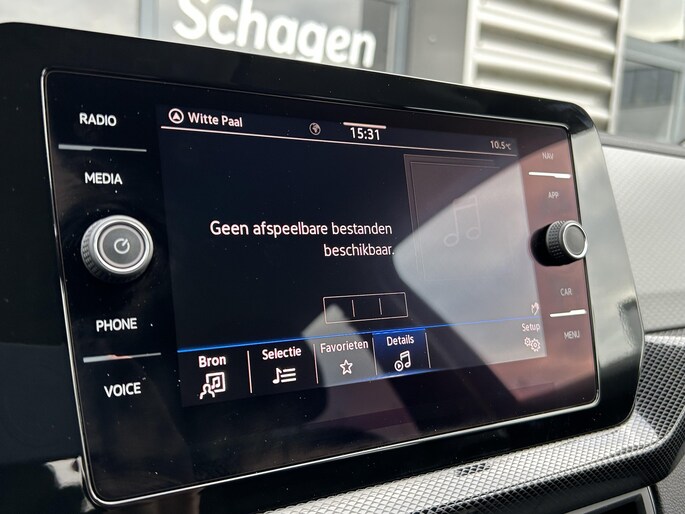 Schagen
RADIO
MEDIA
PHONE
VOICE
Witte Paal
15:31
10.5°C
Geen afspeelbare bestanden
beschikbaar.
Bron
Selectie
Favorieten
Details
Setup
NAV
APP
CAR
MENU